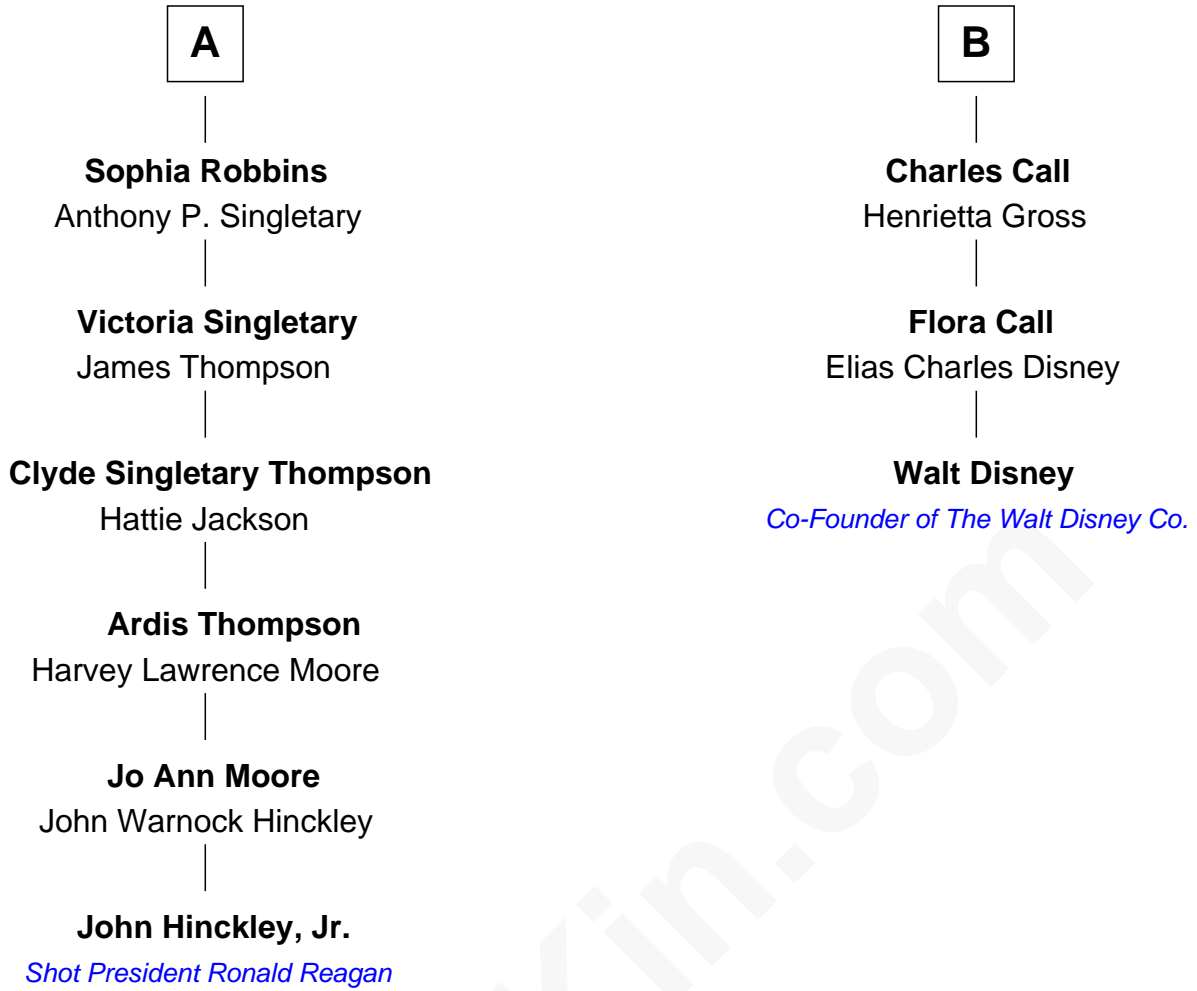 A
Sophia Robbins
Anthony P. Singletary
Victoria Singletary
James Thompson
Clyde Singletary Thompson
Hattie Jackson
Ardis Thompson
Harvey Lawrence Moore
Jo Ann Moore
John Warnock Hinckley
John Hinckley, Jr.
Shot President Ronald Reagan
B
Charles Call
Henrietta Gross
Flora Call
Elias Charles Disney
Walt Disney
Co-Founder of The Walt Disney Co.
Kin.com